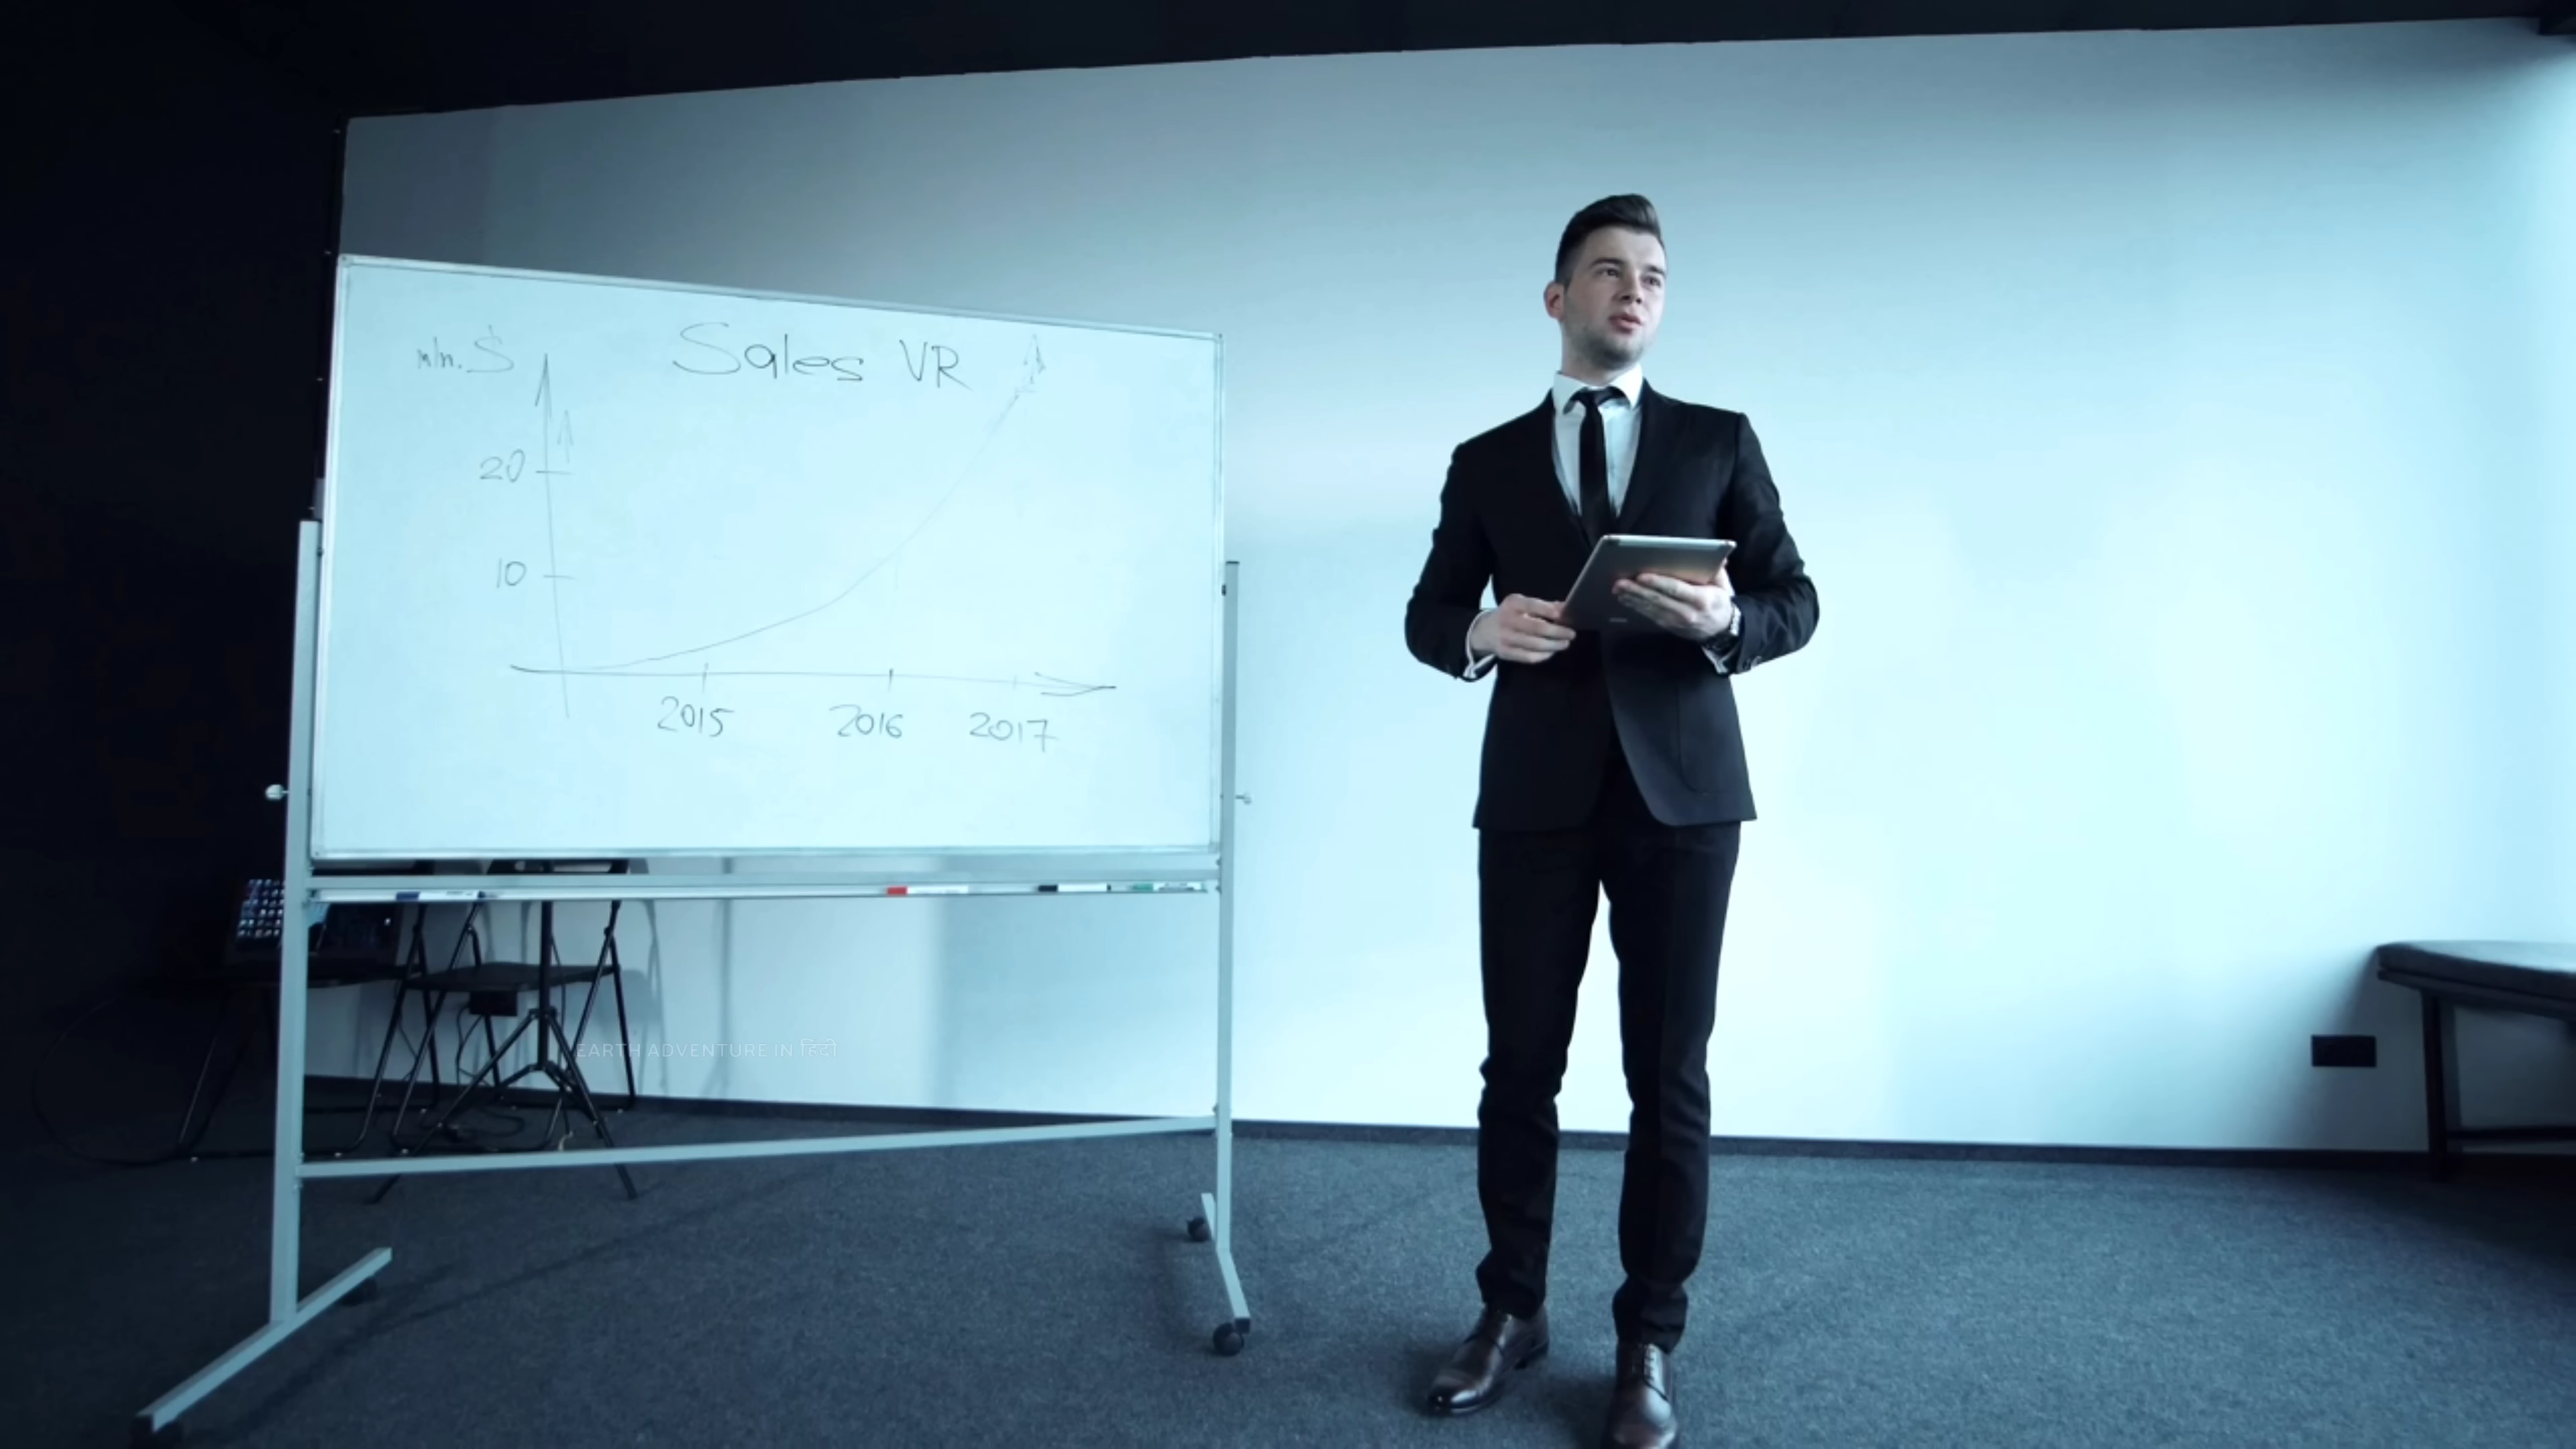 mln. $
Sales VR
20
10
2015 2016 2017
EARTH ADVENTURE IN हिंदी